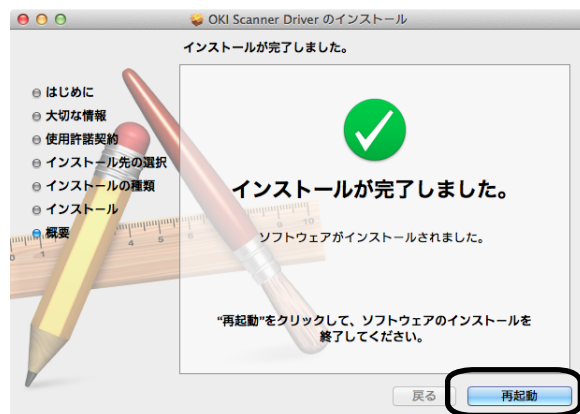 OKI Scanner Driver のインストール
インストールが完了しました。
はじめに
大切な情報
使用許諾契約
インストール先の選択
インストールの種類
インストール
概要
インストールが完了しました。
ソフトウェアがインストールされました。
“再起動”をクリックして、ソフトウェアのインストールを
終了してください。
戻る
再起動